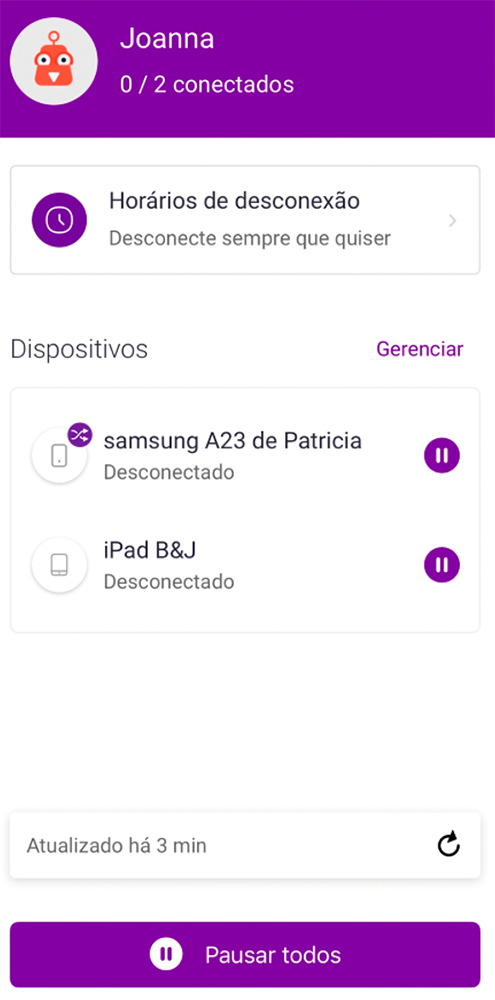 Joanna
0 / 2 conectados
Horários de desconexão
Desconecte sempre que quiser
Dispositivos
Gerenciar
samsung A23 de Patricia
Desconectado
iPad B&J
Desconectado
Atualizado há 3 min
Pausar todos